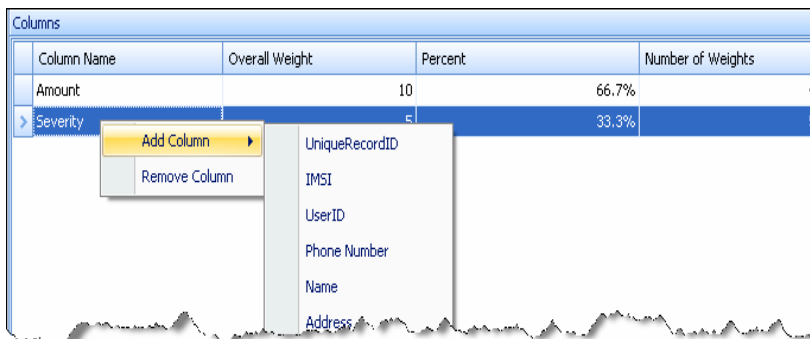 Columns
Column Name Overall Weight Percent Number of Weights
Amount 10 66.7%
Severity 5 33.3%
Add Column
Remove Column
UniqueRecordID
IMSI
UserID
Phone Number
Name
Address